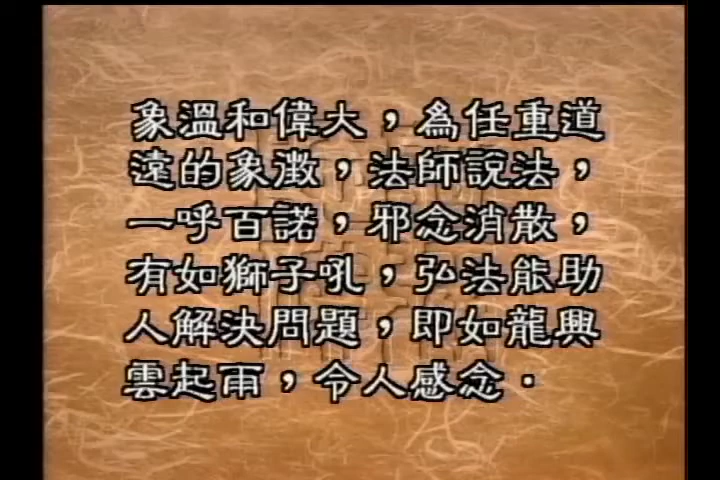 象溫和偉大，為任重道
遠的象徵，法師說法，
一呼百諾，邪念消散，
有如獅子吼，弘法能助
人解決問題，即如龍興
雲起雨，令人感念．